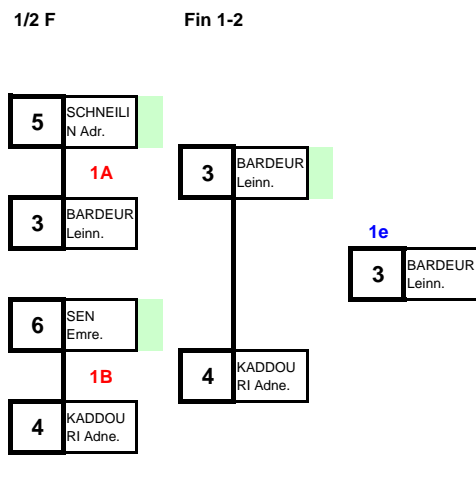 1/2 F
Fin 1-2
5
SCHNEILI
N Adr.
1A
3
BARDEUR
Leinn.
3
BARDEUR
Leinn.
1e
3
BARDEUR
Leinn.
6
SEN
Emre.
1B
4
KADDOU
RI Adne.
4
KADDOU
RI Adne.